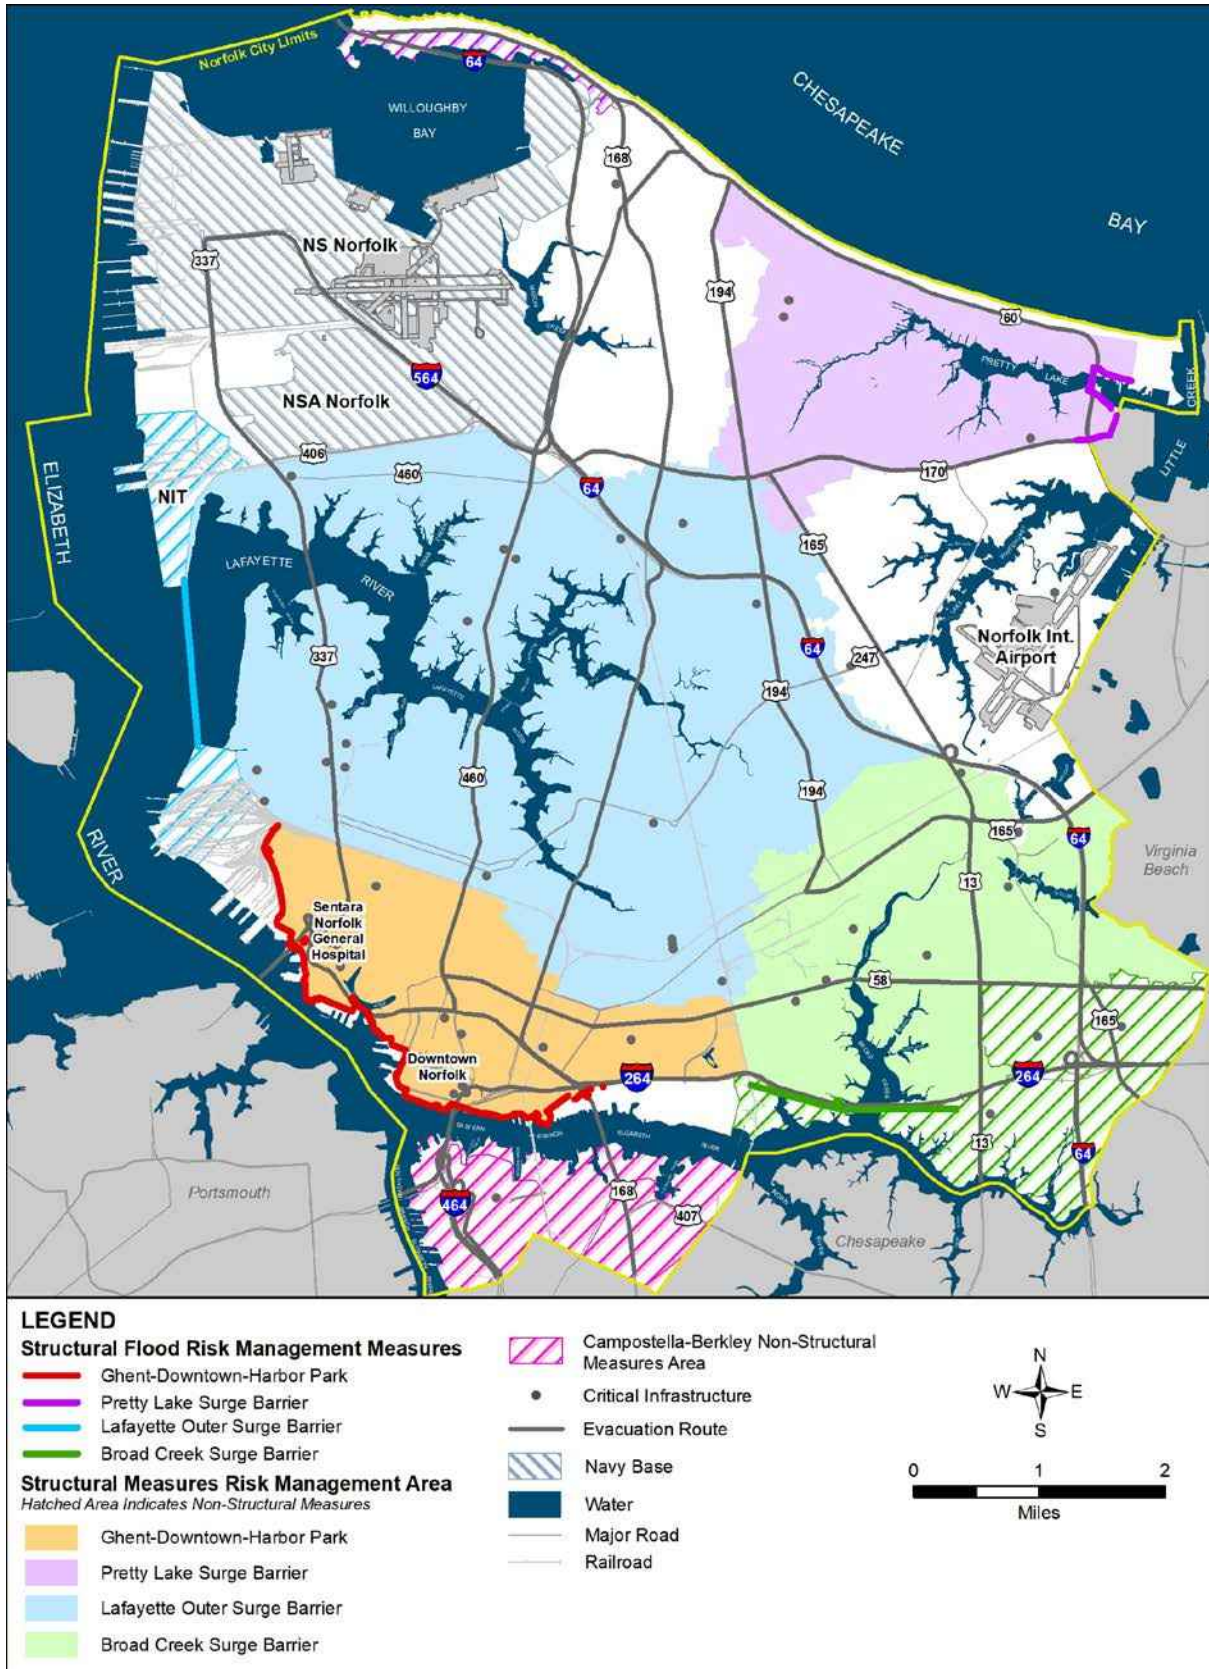 Norfolk City Limits
64
WILLOUGHBY
BAY
CHESAPEAKE
BAY
168
NS Norfolk
337
194
60
PRETTY LAKE
CREEK
LITTLE
564
NSA Norfolk
406
460
64
170
NIT
ELIZABETH
RIVER
LAFAYETTE
RIVER
165
337
64
247
Norfolk Int.
Airport
194
LAFAYETTE
460
194
165
64
Virginia
Beach
13
Sentara
Norfolk
General
Hospital
58
165
Downtown
Norfolk
264
264
13
64
ELIZABETH
RIVER
Portsmouth
464
168
407
Chesapeake
LEGEND
Structural Flood Risk Management Measures
Ghent-Downtown-Harbor Park
Pretty Lake Surge Barrier
Lafayette Outer Surge Barrier
Broad Creek Surge Barrier
Structural Measures Risk Management Area
Hatched Area Indicates Non-Structural Measures
Ghent-Downtown-Harbor Park
Pretty Lake Surge Barrier
Lafayette Outer Surge Barrier
Broad Creek Surge Barrier
Campostella-Berkley Non-Structural
Measures Area
Critical Infrastructure
Evacuation Route
Navy Base
Water
Major Road
Railroad
N
W E
S
0 1 2
Miles